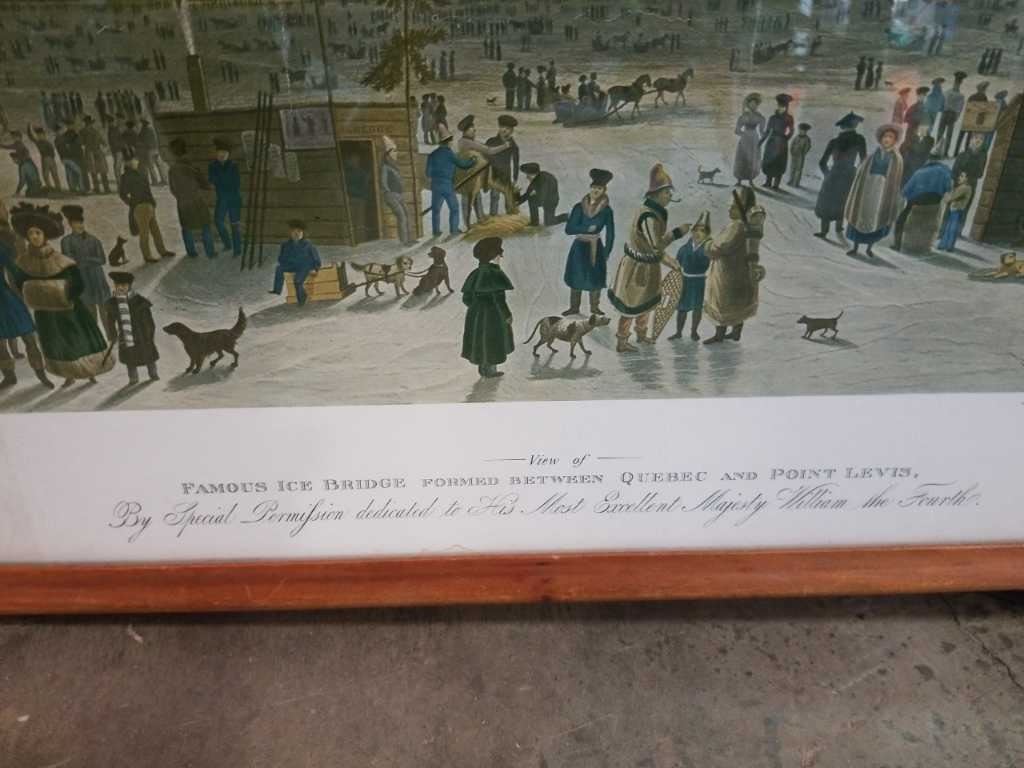 View of
FAMOUS ICE BRIDGE FORMED BETWEEN QUEBEC AND POINT LEVIS,
By Special Permiſsion dedicated to His Most Excellent Majesty William the Fourth.